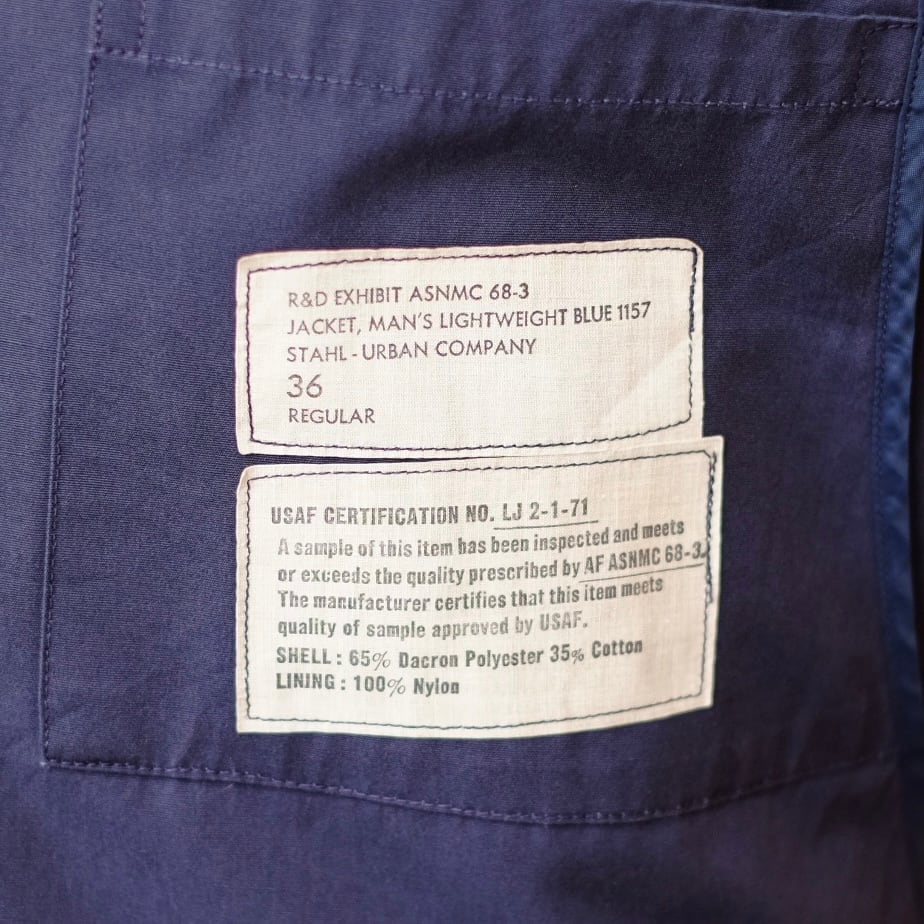 R&D EXHIBIT ASNMC 68-3
JACKET, MAN'S LIGHTWEIGHT BLUE 1157
STAHL - URBAN COMPANY
36
REGULAR
USAF CERTIFICATION NO. LJ 2-1-71
A sample of this item has been inspected and meets
or exceeds the quality prescribed by AF ASNMC 68-3.
The manufacturer certifies that this item meets
quality of sample approved by USAF.
SHELL : 65% Dacron Polyester 35% Cotton
LINING : 100% Nylon